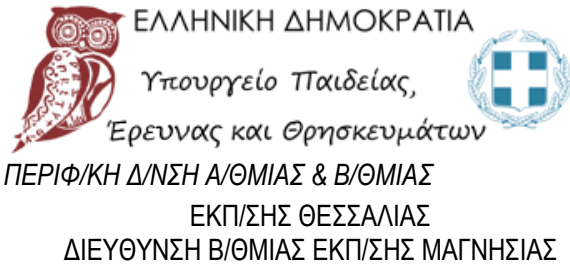 ΕΛΛΗΝΙΚΗ ΔΗΜΟΚΡΑΤΙΑ
Υπουργείο Παιδείας,
Έρευνας και Θρησκευμάτων
ΠΕΡΙΦ/ΚΗ Δ/ΝΣΗ Α/ΘΜΙΑΣ & Β/ΘΜΙΑΣ
ΕΚΠ/ΣΗΣ ΘΕΣΣΑΛΙΑΣ
ΔΙΕΥΘΥΝΣΗ Β/ΘΜΙΑΣ ΕΚΠ/ΣΗΣ ΜΑΓΝΗΣΙΑΣ